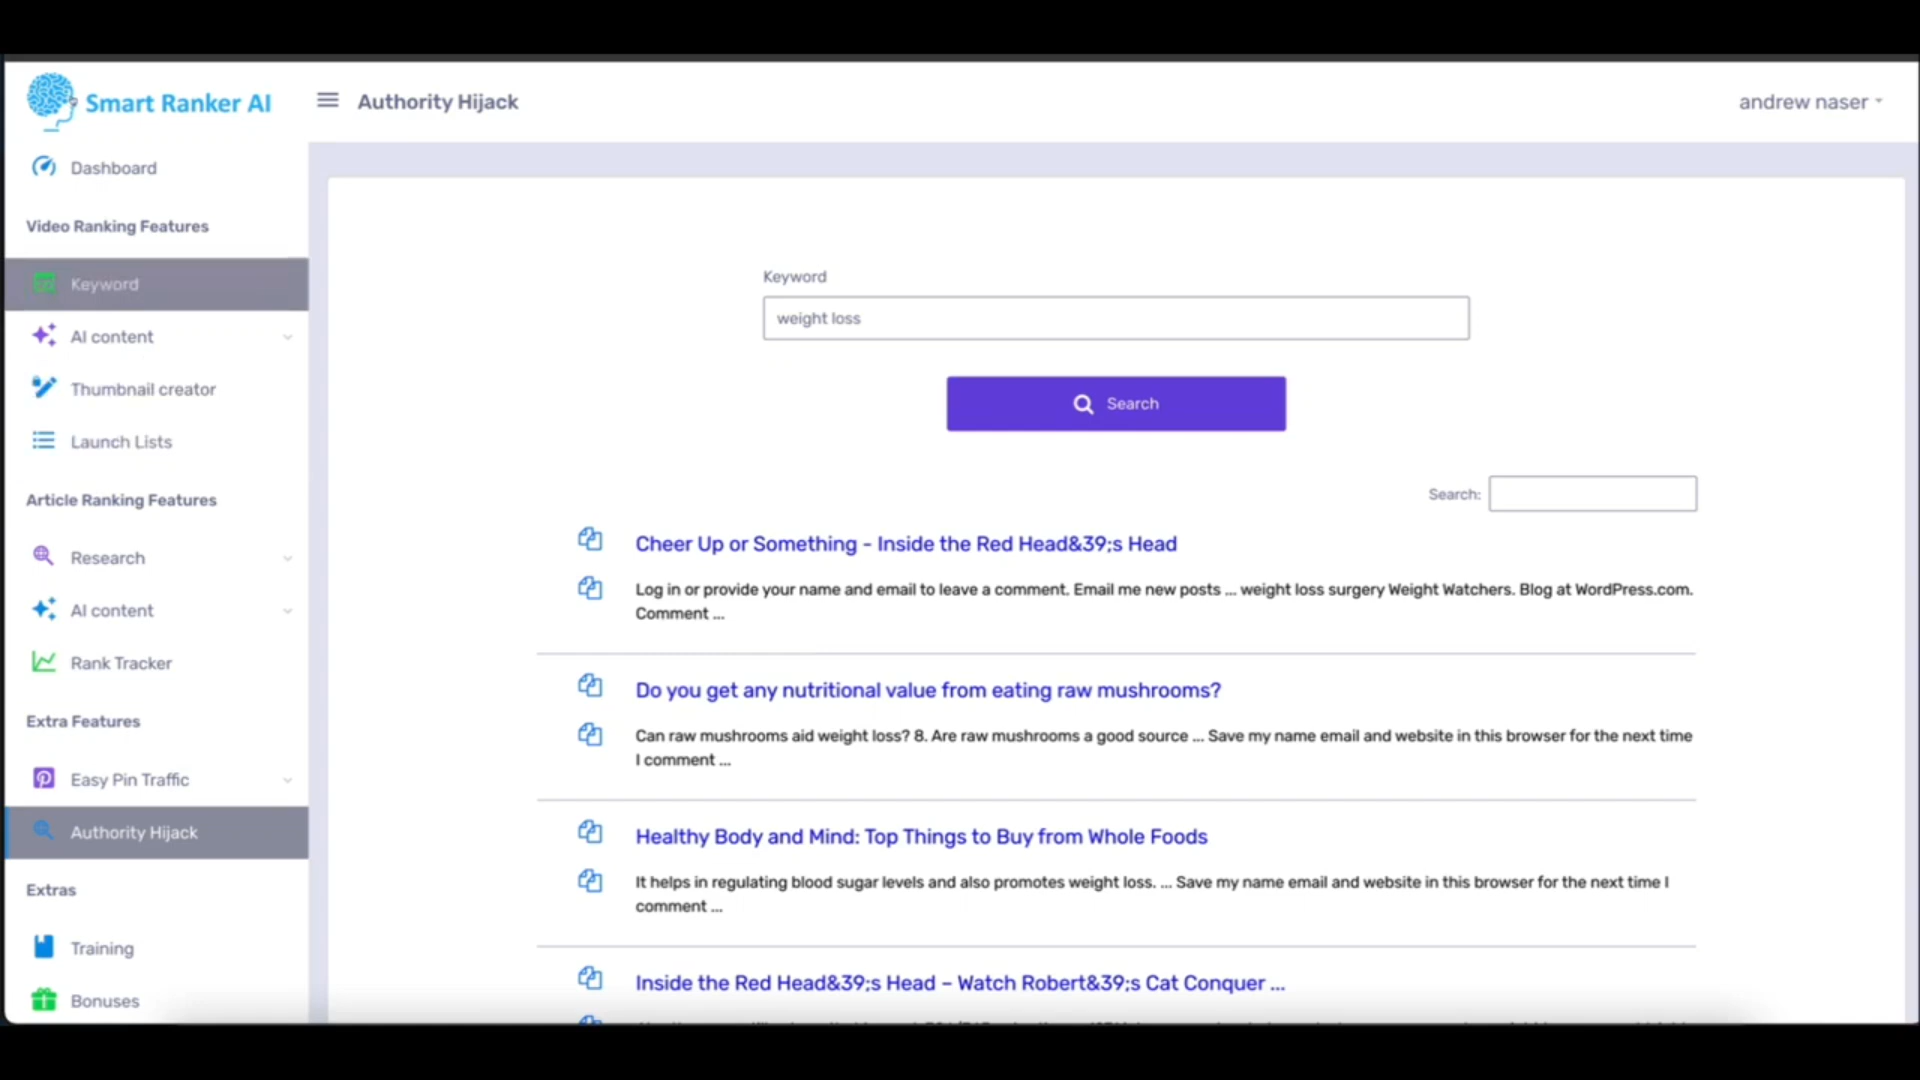 Smart Ranker AI
Authority Hijack
andrew naser
Dashboard
Video Ranking Features
Keyword
AI content
Thumbnail creator
Launch Lists
Article Ranking Features
Research
AI content
Rank Tracker
Extra Features
Easy Pin Traffic
Authority Hijack
Extras
Training
Bonuses
Keyword
weight loss
Search
Search:
Cheer Up or Something - Inside the Red Head&39;s Head
Log in or provide your name and email to leave a comment. Email me new posts ... weight loss surgery Weight Watchers. Blog at WordPress.com.
Comment ...
Do you get any nutritional value from eating raw mushrooms?
Can raw mushrooms aid weight loss? 8. Are raw mushrooms a good source ... Save my name email and website in this browser for the next time
I comment ...
Healthy Body and Mind: Top Things to Buy from Whole Foods
It helps in regulating blood sugar levels and also promotes weight loss. ... Save my name email and website in this browser for the next time I
comment ...
Inside the Red Head&39;s Head – Watch Robert&39;s Cat Conquer ...